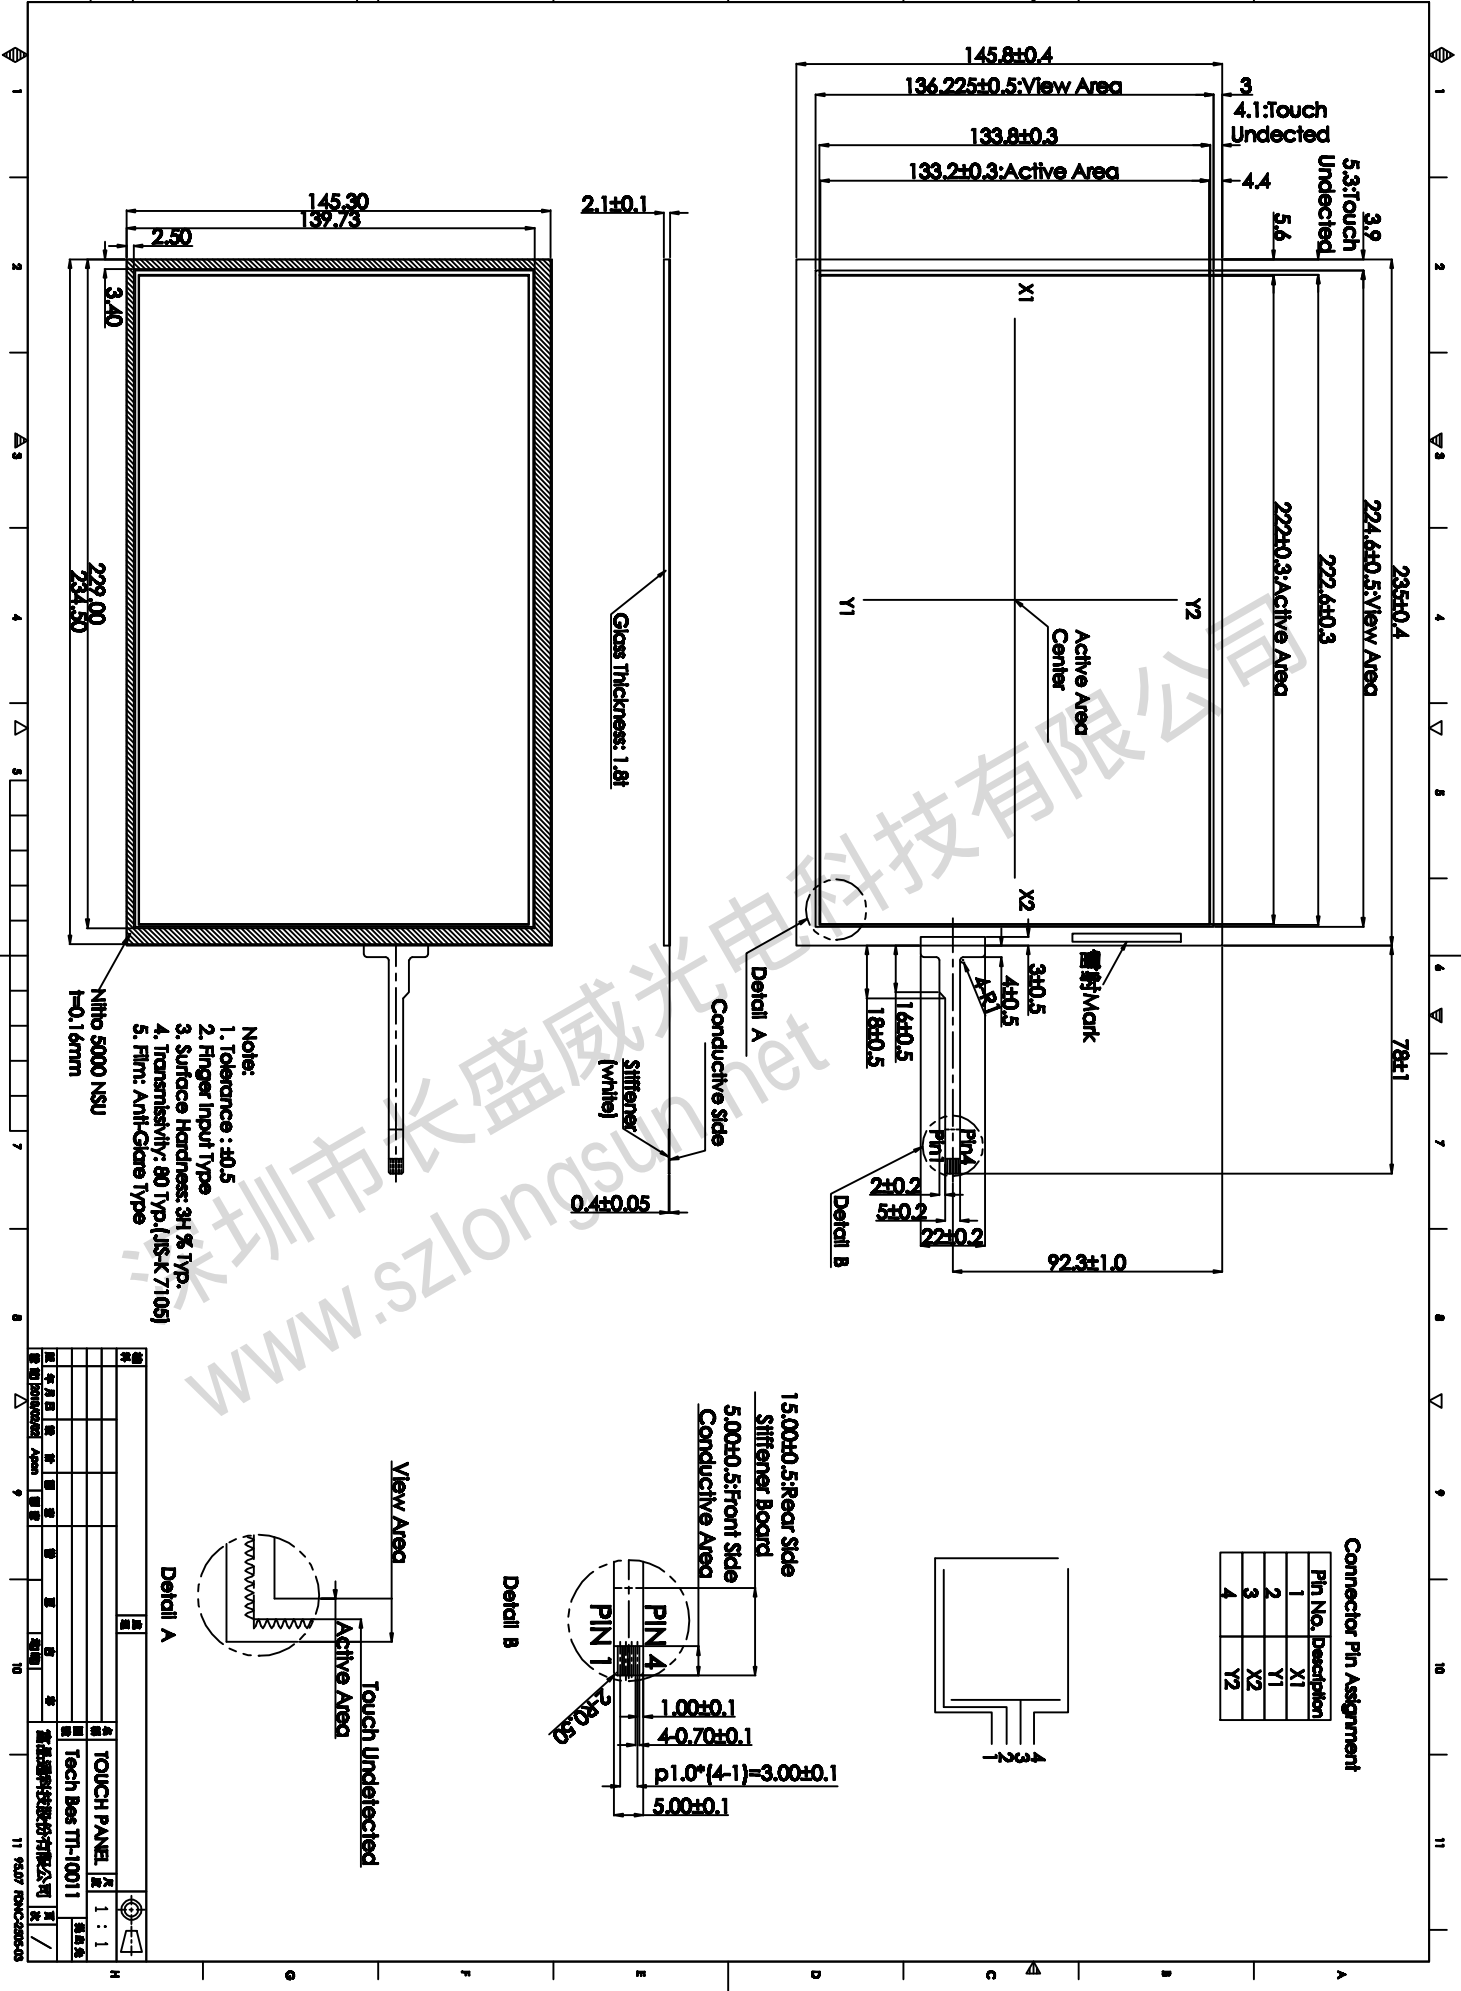 235±0.4
224.6±0.5:View Area
222.6±0.3
222±0.3:Active Area
78±1
3.9
5.3:Touch
Undected
5.6
145.8±0.4
136.225±0.5:View Area
133.8±0.3
133.2±0.3:Active Area
3
4.1:Touch
Undected
4.4
X1
X2
Y1
Y2
Active Area
Center
Mark
3±0.5
4±0.5
4-R1
16±0.5
18±0.5
Pin4
Pin1
2±0.2
5±0.2
22±0.2
92.3±1.0
Detail A
Detail B
2.1±0.1
Glass Thickness: 1.8t
Conductive Side
Stiffener
(white)
0.4±0.05
145.30
139.73
2.50
3.40
229.00
234.50
Nitto 5000 NSU
t=0.16mm
Note:
1. Tolerance : ±0.5
2. Finger Input Type
3. Surface Hardness: 3H % Typ.
4. Transmissivity: 80 Typ.(JIS-K7105)
5. Film: Anti-Glare Type
Connector Pin Assignment
Pin No. Description
1 X1
2 Y1
3 X2
4 Y2
4
3
2
1
15.00±0.5:Rear Side
Stiffener Board
5.00±0.5:Front Side
Conductive Area
PIN 4
PIN 1
2-R0.50
1.00±0.1
4-0.70±0.1
p1.0*(4-1)=3.00±0.1
5.00±0.1
Detail B
View Area
Active Area
Touch Undetected
Detail A
TOUCH PANEL
1 : 1
Tech Bes TTI-10011
Apan
深圳市长盛威光电科技有限公司
www.szlongsun.net